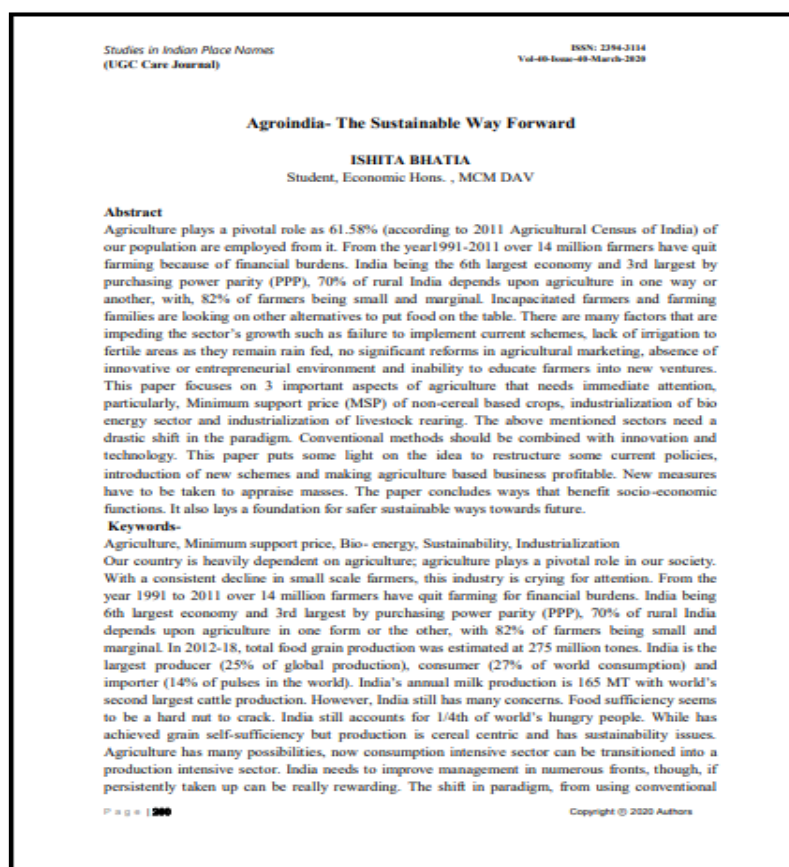 Studies in Indian Place Names
(UGC Care Journal)
ISSN: 2394-3114
Vol-40-Issue-40-March-2020
Agroindia- The Sustainable Way Forward
ISHITA BHATIA
Student, Economic Hons. , MCM DAV
Abstract
Agriculture plays a pivotal role as 61.58% (according to 2011 Agricultural Census of India) of
our population are employed from it. From the year1991-2011 over 14 million farmers have quit
farming because of financial burdens. India being the 6th largest economy and 3rd largest by
purchasing power parity (PPP), 70% of rural India depends upon agriculture in one way or
another, with, 82% of farmers being small and marginal. Incapacitated farmers and farming
families are looking on other alternatives to put food on the table. There are many factors that are
impeding the sector's growth such as failure to implement current schemes, lack of irrigation to
fertile areas as they remain rain fed, no significant reforms in agricultural marketing, absence of
innovative or entrepreneurial environment and inability to educate farmers into new ventures.
This paper focuses on 3 important aspects of agriculture that needs immediate attention,
particularly, Minimum support price (MSP) of non-cereal based crops, industrialization of bio
energy sector and industrialization of livestock rearing. The above mentioned sectors need a
drastic shift in the paradigm. Conventional methods should be combined with innovation and
technology. This paper puts some light on the idea to restructure some current policies,
introduction of new schemes and making agriculture based business profitable. New measures
have to be taken to appraise masses. The paper concludes ways that benefit socio-economic
functions. It also lays a foundation for safer sustainable ways towards future.
Keywords-
Agriculture, Minimum support price, Bio- energy, Sustainability, Industrialization
Our country is heavily dependent on agriculture; agriculture plays a pivotal role in our society.
With a consistent decline in small scale farmers, this industry is crying for attention. From the
year 1991 to 2011 over 14 million farmers have quit farming for financial burdens. India being
6th largest economy and 3rd largest by purchasing power parity (PPP), 70% of rural India
depends upon agriculture in one form or the other, with 82% of farmers being small and
marginal. In 2012-18, total food grain production was estimated at 275 million tones. India is the
largest producer (25% of global production), consumer (27% of world consumption) and
importer (14% of pulses in the world). India's annual milk production is 165 MT with world's
second largest cattle production. However, India still has many concerns. Food sufficiency seems
to be a hard nut to crack. India still accounts for 1/4th of world's hungry people. While has
achieved grain self-sufficiency but production is cereal centric and has sustainability issues.
Agriculture has many possibilities, now consumption intensive sector can be transitioned into a
production intensive sector. India needs to improve management in numerous fronts, though, if
persistently taken up can be really rewarding. The shift in paradigm, from using conventional
Page |
Copyright © 2020 Authors